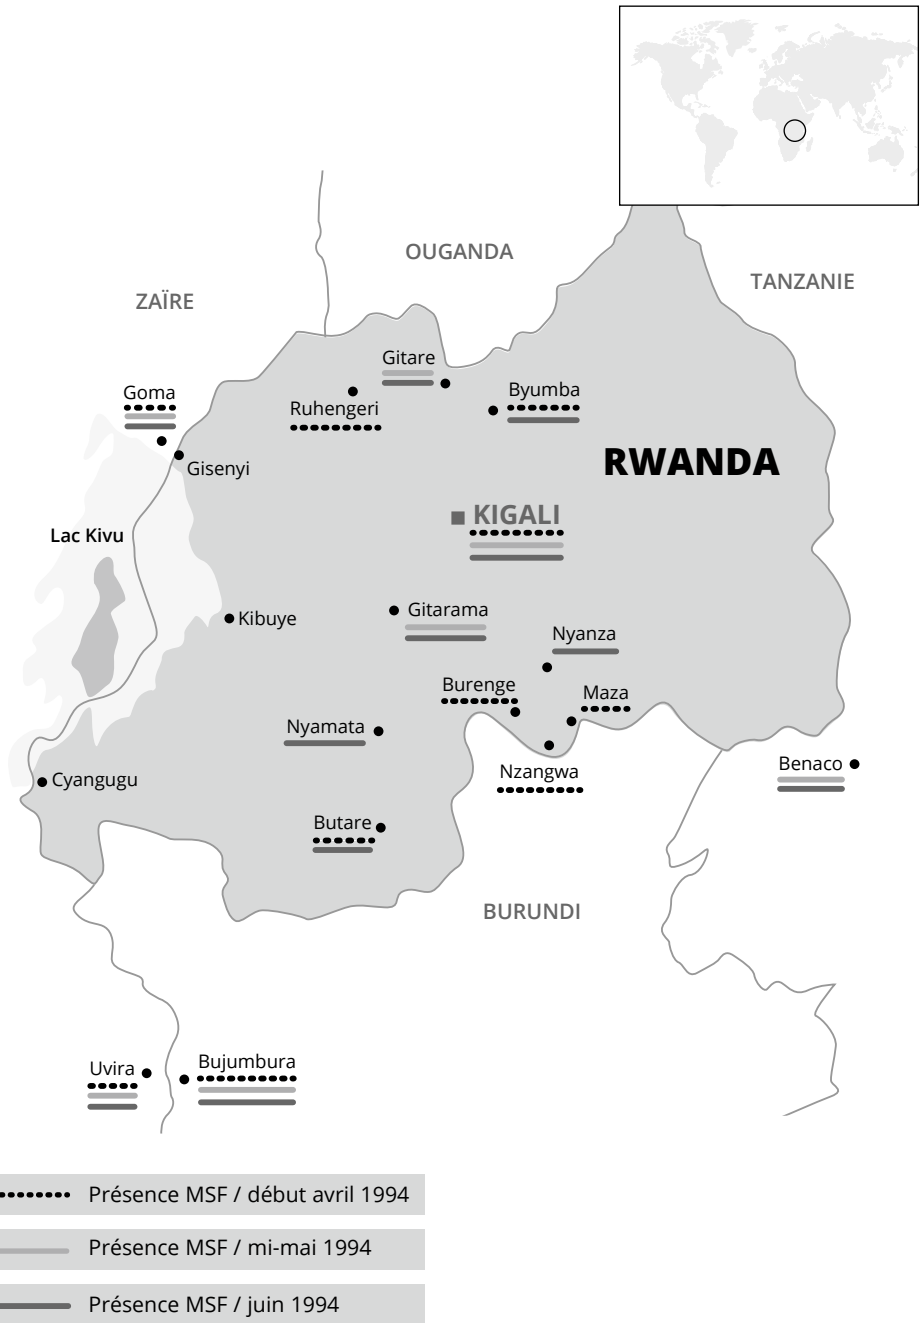 OUGANDA
TANZANIE
ZAÏRE
Gitare
Goma
Byumba
Ruhengeri
RWANDA
Gisenyi
KIGALI
Lac Kivu
Gitarama
Kibuye
Nyanza
Burenge
Maza
Nyamata
Benaco
Nzangwa
Cyangugu
Butare
BURUNDI
Bujumbura
Uvira
Présence MSF / début avril 1994
Présence MSF / mi-mai 1994
Présence MSF / juin 1994